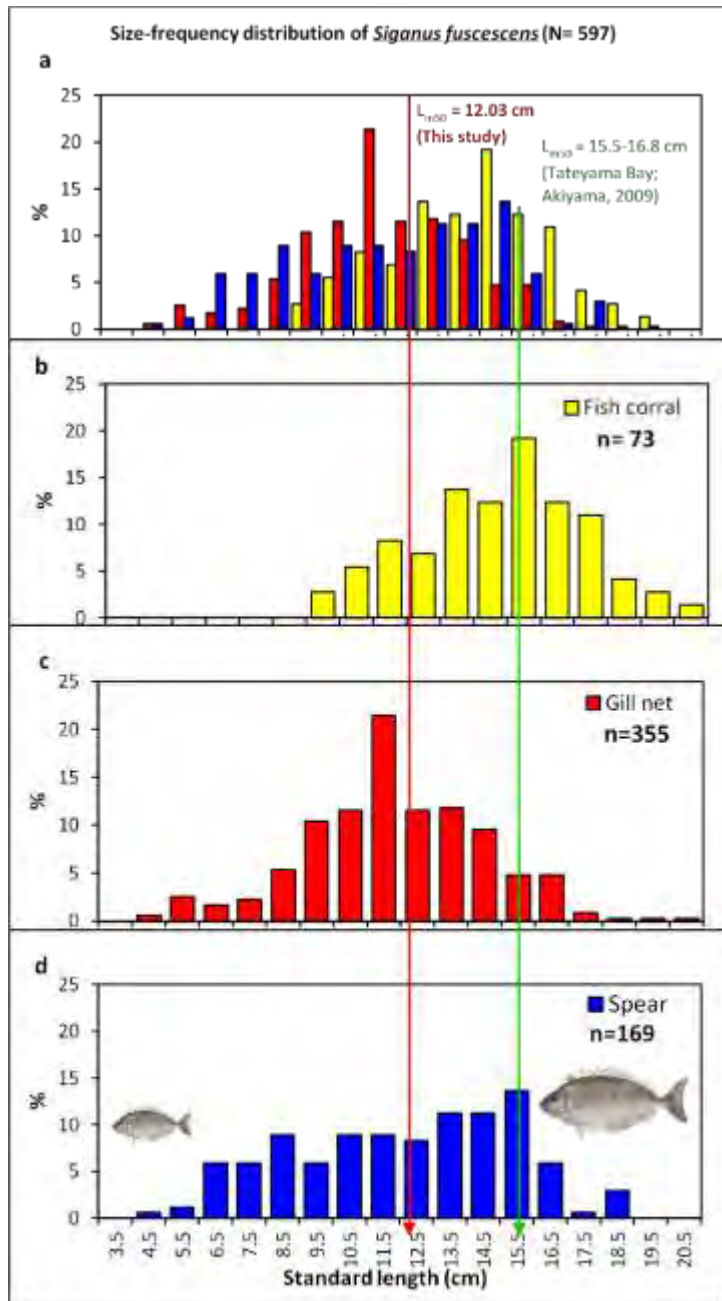 Size-frequency distribution of Siganus fuscescens (N= 597)
a
25
20
15
10
5
0
%
Lm50 = 12.03 cm
(This study)
Lm50 = 15.5-16.8 cm
(Tateyama Bay;
Akiyama, 2009)
b
25
20
15
10
5
0
%
Fish corral
n= 73
c
25
20
15
10
5
0
%
Gill net
n=355
d
25
20
15
10
5
0
%
Spear
n=169
3.5 4.5 5.5 6.5 7.5 8.5 9.5 10.5 11.5 12.5 13.5 14.5 15.5 16.5 17.5 18.5 19.5 20.5
Standard length (cm)